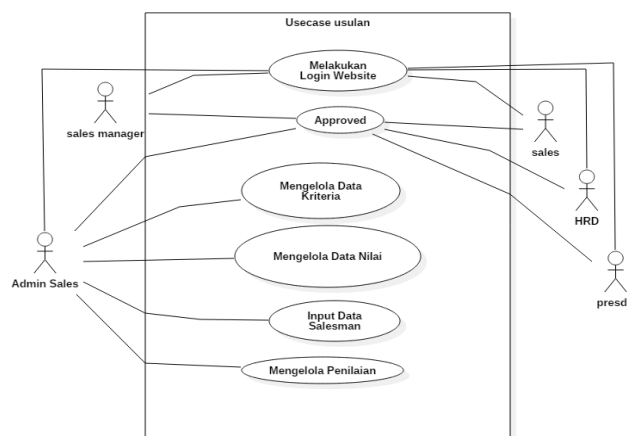 Usecase usulan
Melakukan
Login Website
sales manager
Approved
sales
Mengelola Data
Kriteria
HRD
Mengelola Data Nilai
Admin Sales
presd
Input Data
Salesman
Mengelola Penilaian